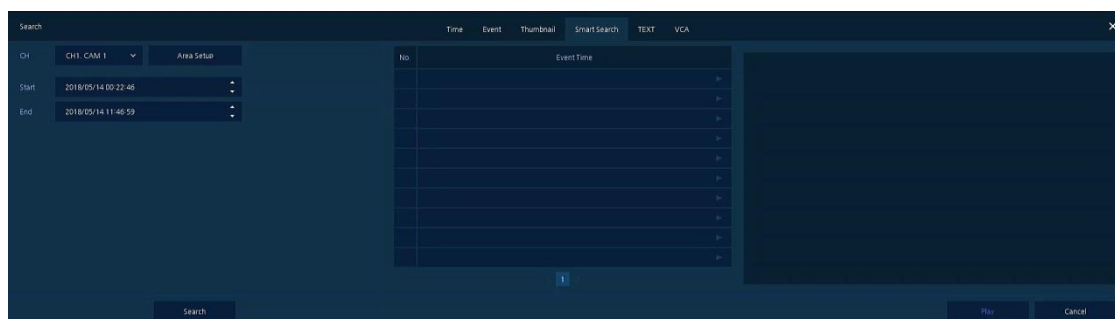 Search
Time Event Thumbnail Smart Search TEXT VCA
CH CH1. CAM 1 Area Setup
Start 2018/05/14 00:22:46
End 2018/05/14 11:46:59
No. Event Time
1
Search
Play Cancel